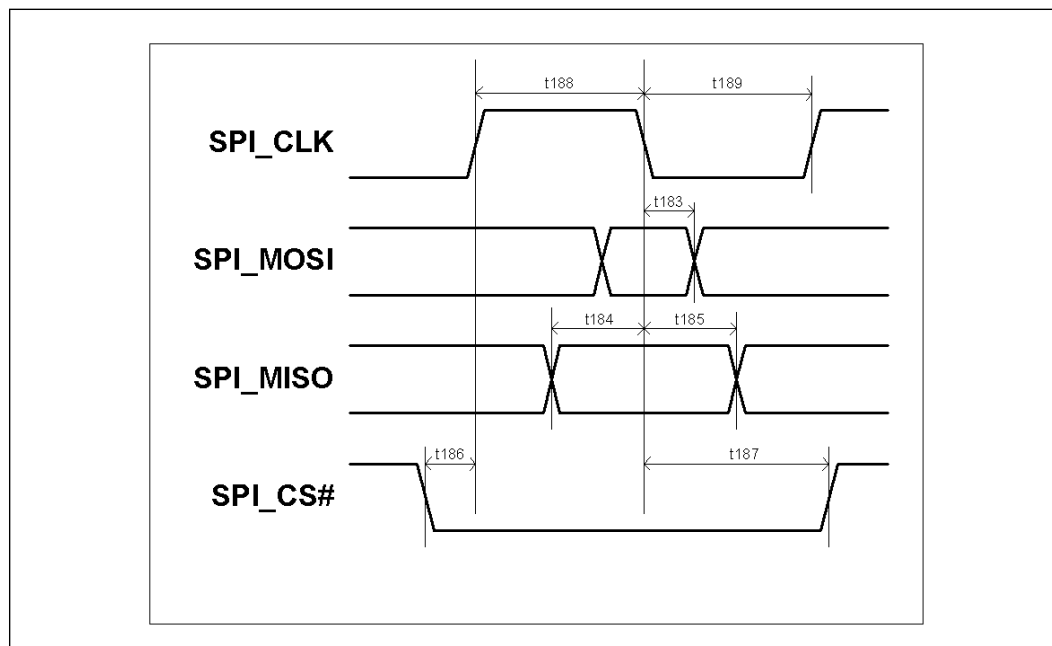 t188
t189
SPI_CLK
t183
SPI_MOSI
t184
t185
SPI_MISO
t186
t187
SPI_CS#